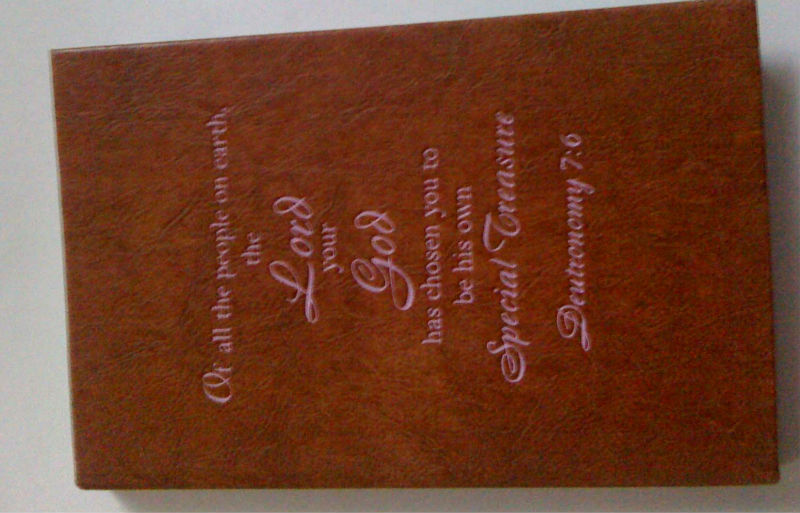 Of all the people on earth,
the
Lord
your
God
has chosen you to
be his own
Special Treasure
Deuteronomy 7:6